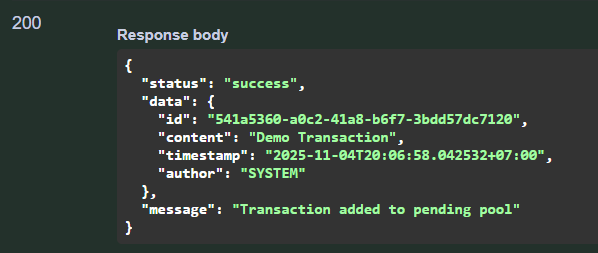 200
Response body
{
"status": "success",
"data": {
"id": "541a5360-a0c2-41a8-b6f7-3bdd57dc7120",
"content": "Demo Transaction",
"timestamp": "2025-11-04T20:06:58.042532+07:00",
"author": "SYSTEM"
},
"message": "Transaction added to pending pool"
}